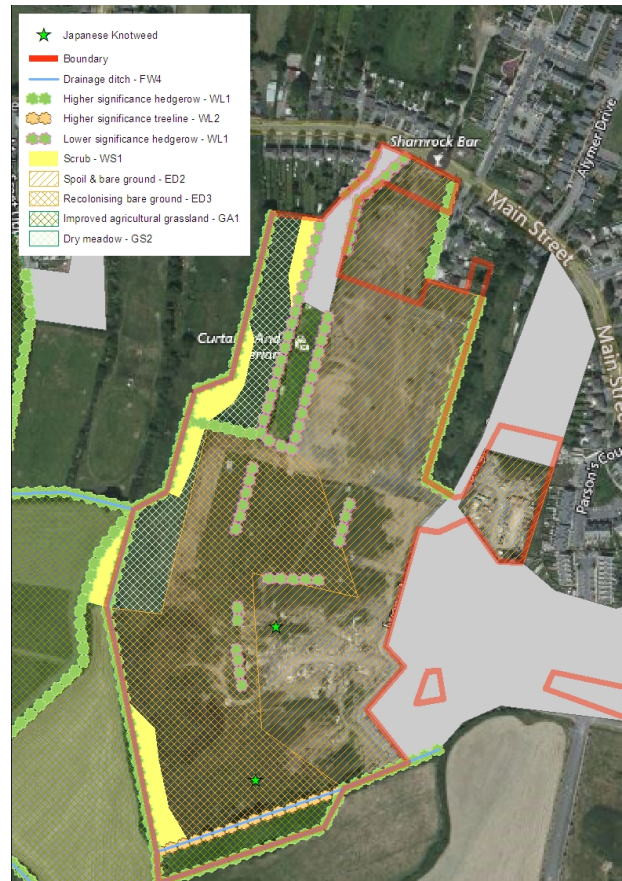 Japanese Knotweed
Boundary
Drainage ditch - FW4
Higher significance hedgerow - WL1
Higher significance treeline - WL2
Lower significance hedgerow - WL1
Scrub - WS1
Spoil & bare ground - ED2
Recolonising bare ground - ED3
Improved agricultural grassland - GA1
Dry meadow - GS2
Shamrock Bar
Alymer Drive
Main Street
Main Street
And
Parson's Cou